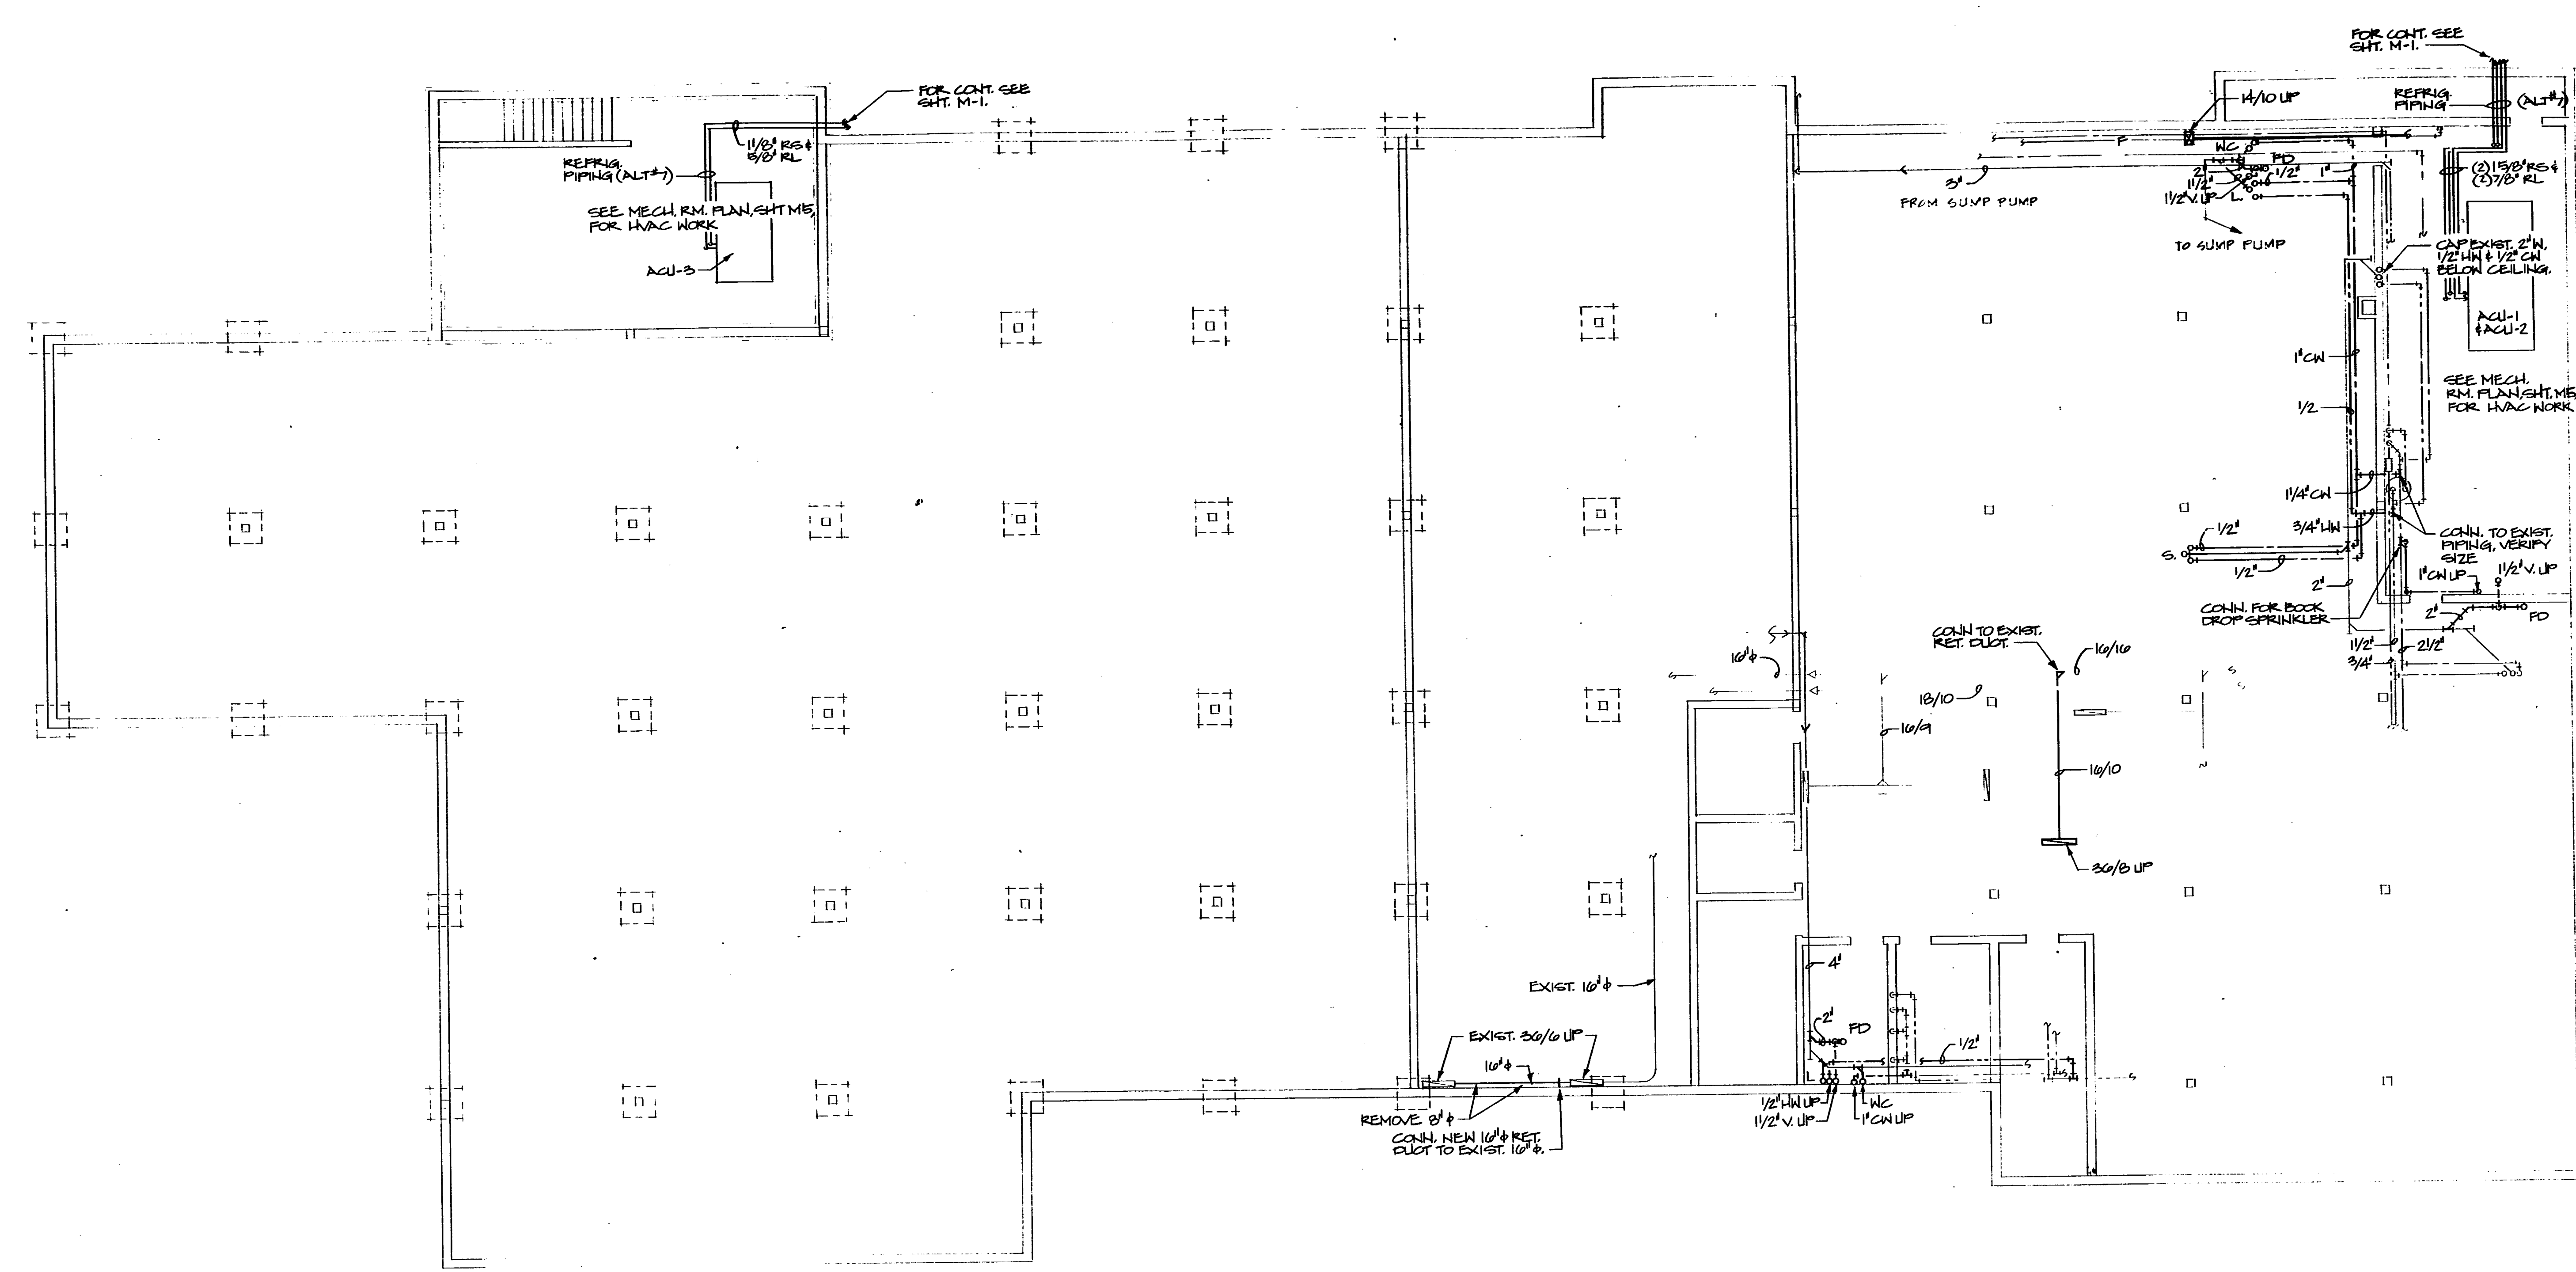 FOR CONT. SEE
SHT. M-1.
FOR CONT. SEE
SHT. M-1.
1 1/8" RS &
5/8" RL
REFRIG.
PIPING (ALT#7)
SEE MECH. RM. PLAN, SHT M5,
FOR HVAC WORK
ACU-3
14/10 UP
REFRIG.
PIPING
(ALT#7)
F
WC
FD
2"
1 1/2"
1/2"
1"
1 1/2" V. UP
L.
3"
FROM SUMP PUMP
TO SUMP PUMP
(2) 1 5/8" RS &
(2) 7/8" RL
CAP EXIST. 2" W,
1/2" HW & 1/2" CW
BELOW CEILING.
ACU-1
& ACU-2
1" CW
SEE MECH.
RM. PLAN, SHT. M5
FOR HVAC WORK
1/2
1 1/4" CW
3/4" HW
CONN. TO EXIST.
PIPING, VERIFY
SIZE
S.
1/2"
1/2"
2"
1" CW UP
1 1/2" V. UP
2"
FD
CONN. FOR BOOK
DROP SPRINKLER
1 1/2"
2 1/2"
3/4"
CONN TO EXIST.
RET. DUCT.
16/16
16"ϕ
18/10
16/9
16/10
36/8 UP
4"
EXIST. 16"ϕ
2"
FD
1/2"
EXIST. 36/6 UP
16"ϕ
L
REMOVE 8"ϕ
CONN. NEW 16"ϕ RET.
DUCT TO EXIST. 16"ϕ.
1/2" HW UP
1 1/2" V. UP
WC
1" CW UP